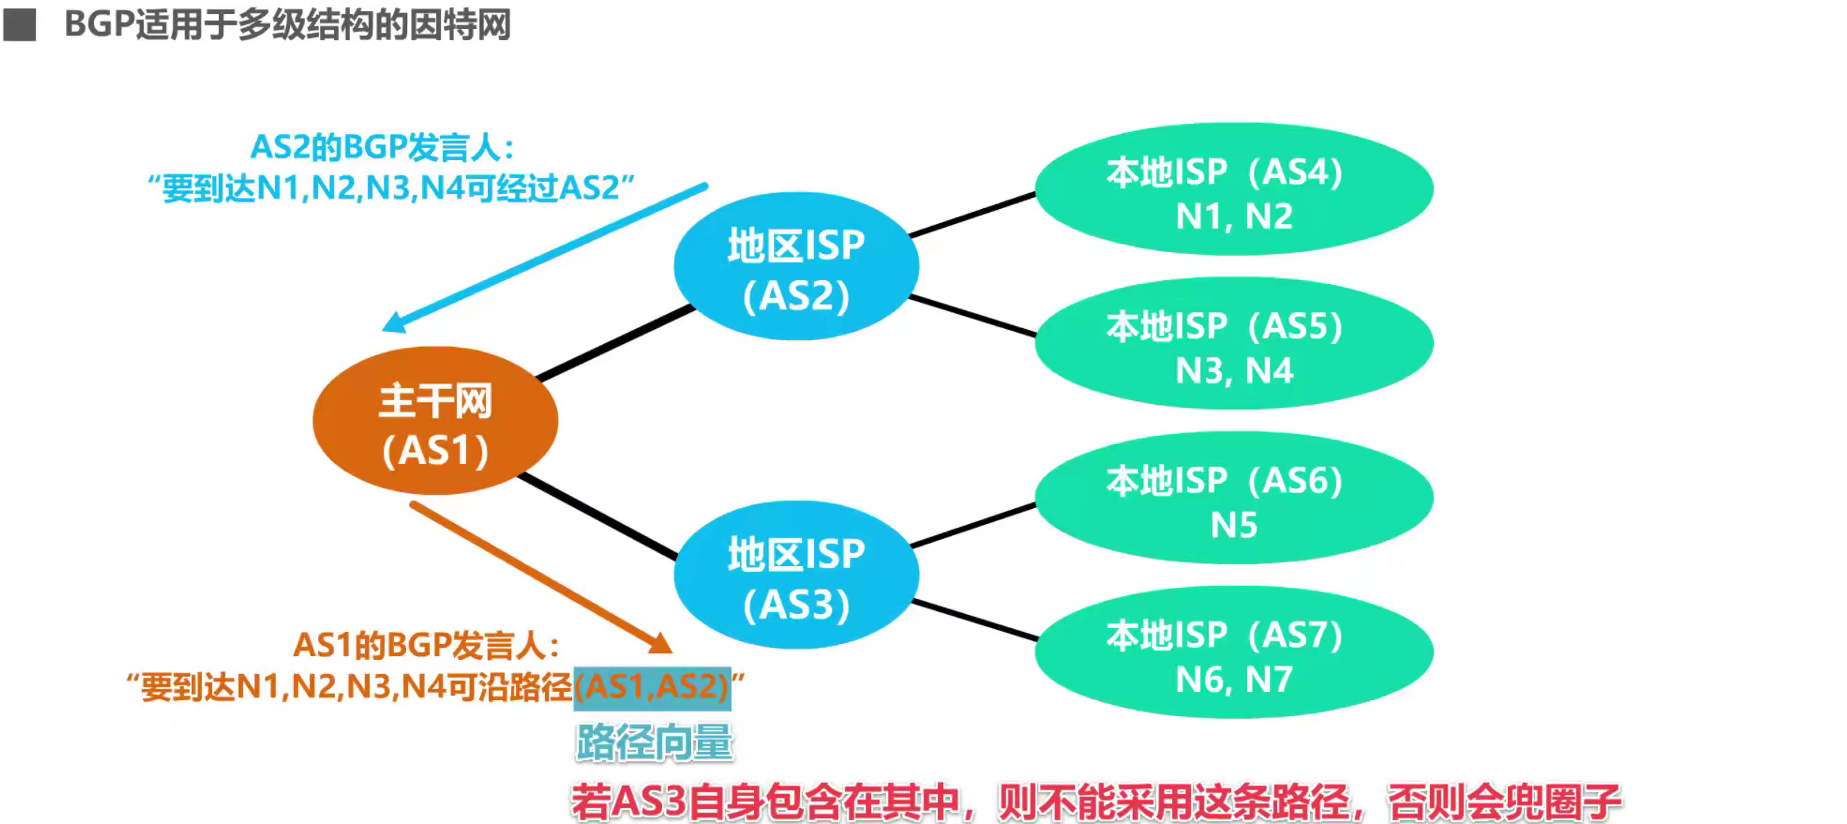 BGP适用于多级结构的因特网
AS2的BGP发言人：
“要到达N1,N2,N3,N4可经过AS2”
地区ISP
（AS2）
本地ISP（AS4）
N1, N2
本地ISP（AS5）
N3, N4
主干网
（AS1）
地区ISP
（AS3）
本地ISP（AS6）
N5
本地ISP（AS7）
N6, N7
AS1的BGP发言人：
“要到达N1,N2,N3,N4可沿路径(AS1,AS2)”
路径向量
若AS3自身包含在其中，则不能采用这条路径，否则会兜圈子